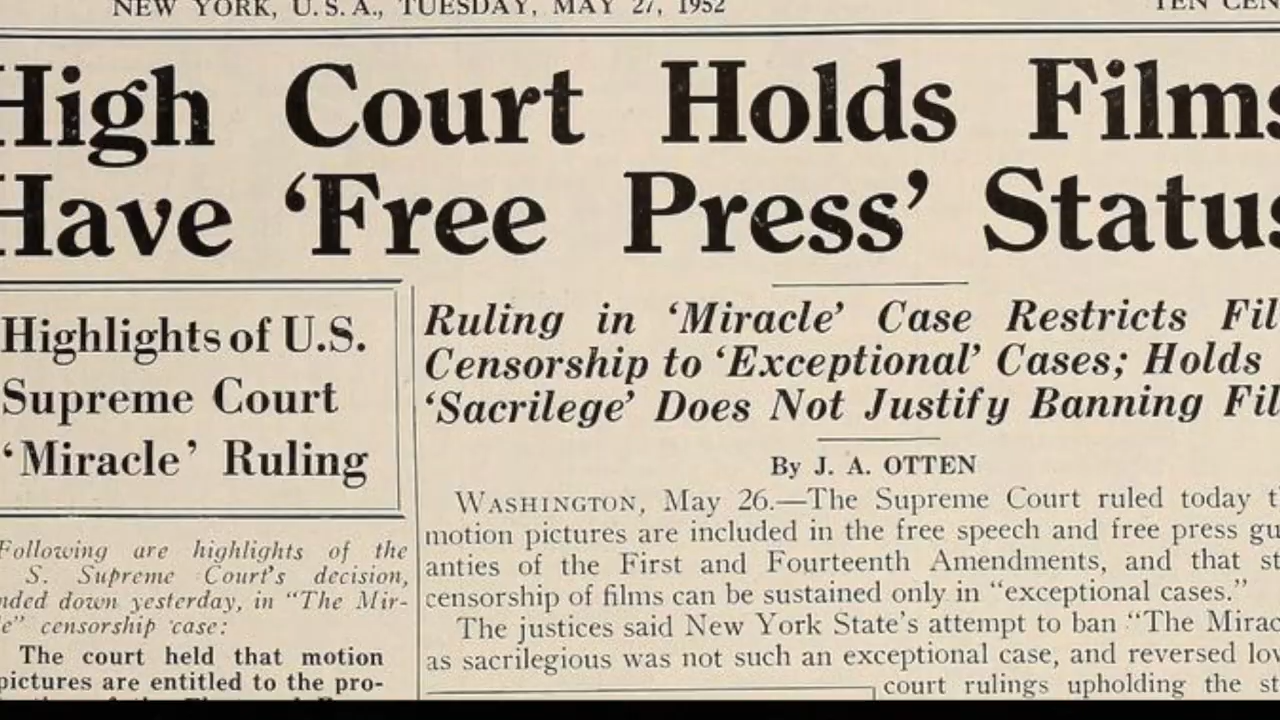 NEW YORK, U.S.A., TUESDAY, MAY 27, 1952
TEN CEN
High Court Holds Films
Have ‘Free Press’ Status
Highlights of U.S.
Supreme Court
‘Miracle’ Ruling
Following are highlights of the
S. Supreme Court's decision,
nded down yesterday, in "The Mir-
e" censorship case:
The court held that motion
pictures are entitled to the pro-
Ruling in ‘Miracle’ Case Restricts Fil
Censorship to ‘Exceptional’ Cases; Holds
‘Sacrilege’ Does Not Justify Banning Fil
By J. A. OTTEN
WASHINGTON, May 26.—The Supreme Court ruled today t
motion pictures are included in the free speech and free press gu
anties of the First and Fourteenth Amendments, and that st
censorship of films can be sustained only in "exceptional cases."
The justices said New York State's attempt to ban "The Mirac
as sacrilegious was not such an exceptional case, and reversed lov
court rulings upholding the st